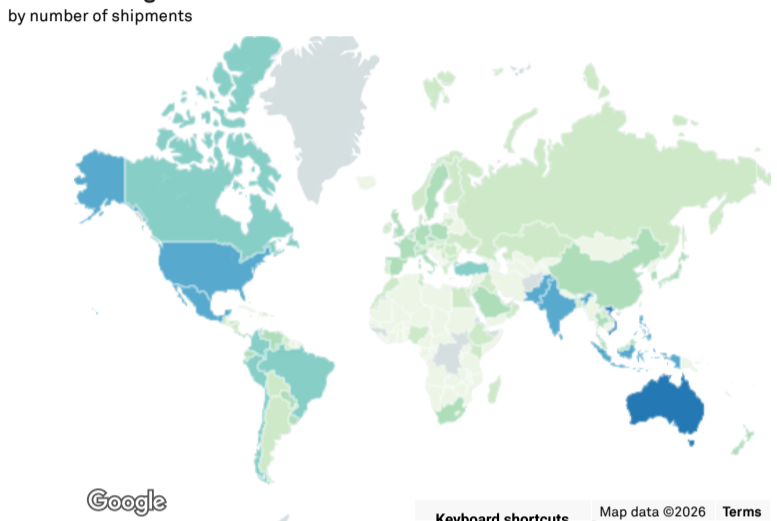 by number of shipments
Google
Keyboard shortcuts
Map data ©2026
Terms